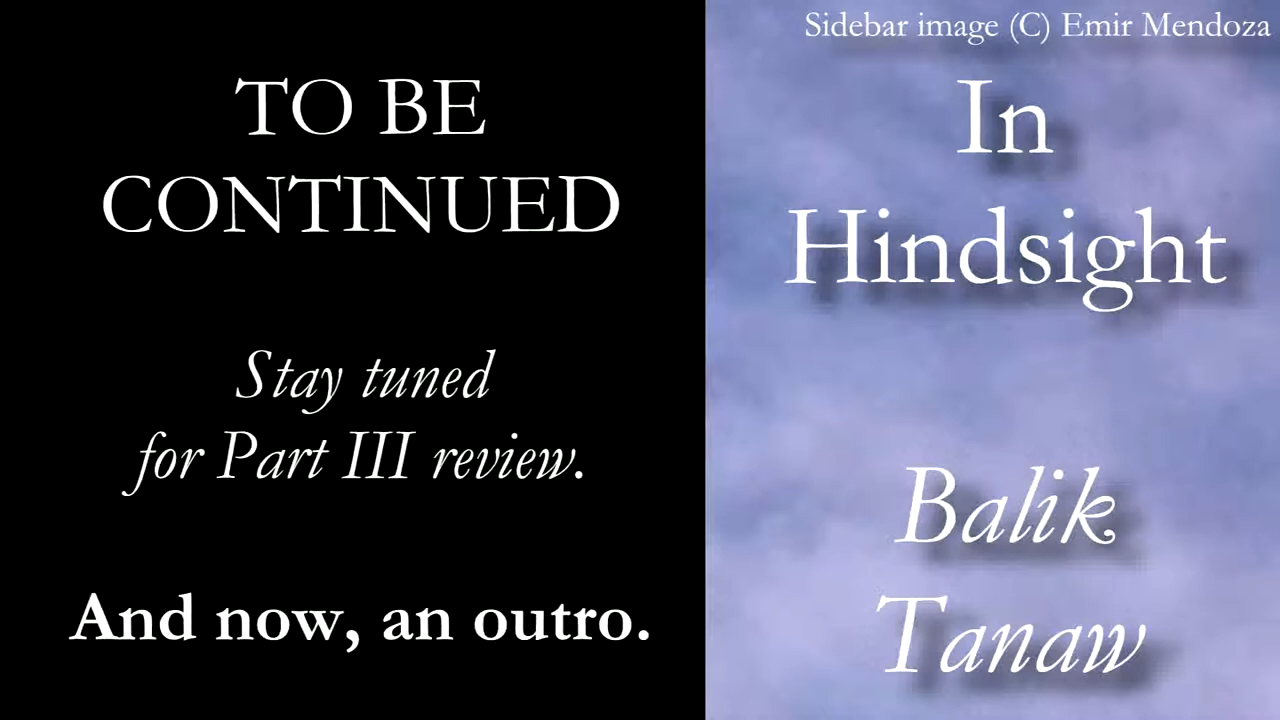 TO BE
CONTINUED
Stay tuned
for Part III review.
And now, an outro.
Sidebar image (C) Emir Mendoza
In
Hindsight
Balik
Tanaw